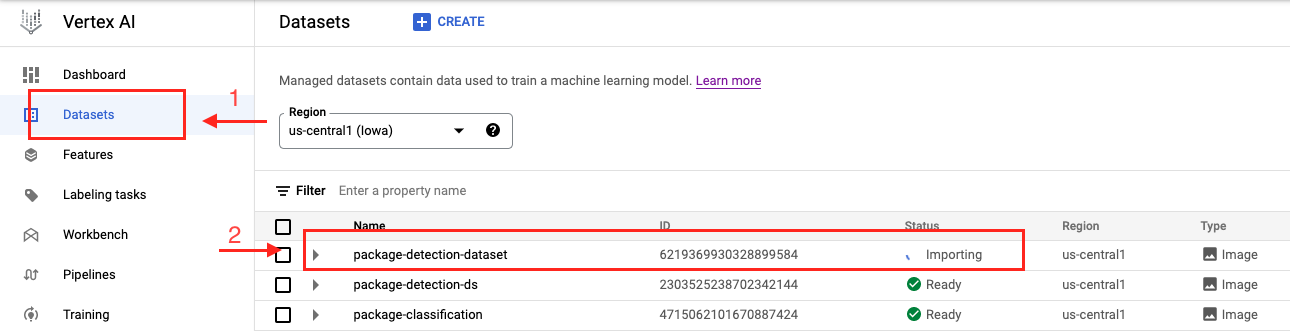 Vertex AI
Datasets
CREATE
Dashboard
Datasets
1
Features
Labeling tasks
Workbench
2
Pipelines
Training
Managed datasets contain data used to train a machine learning model. Learn more
Region
us-central1 (Iowa)
Filter Enter a property name
Name ID Status Region Type
package-detection-dataset 6219369930328899584 Importing us-central1 Image
package-detection-ds 2303525238702342144 Ready us-central1 Image
package-classification 4715062101670887424 Ready us-central1 Image